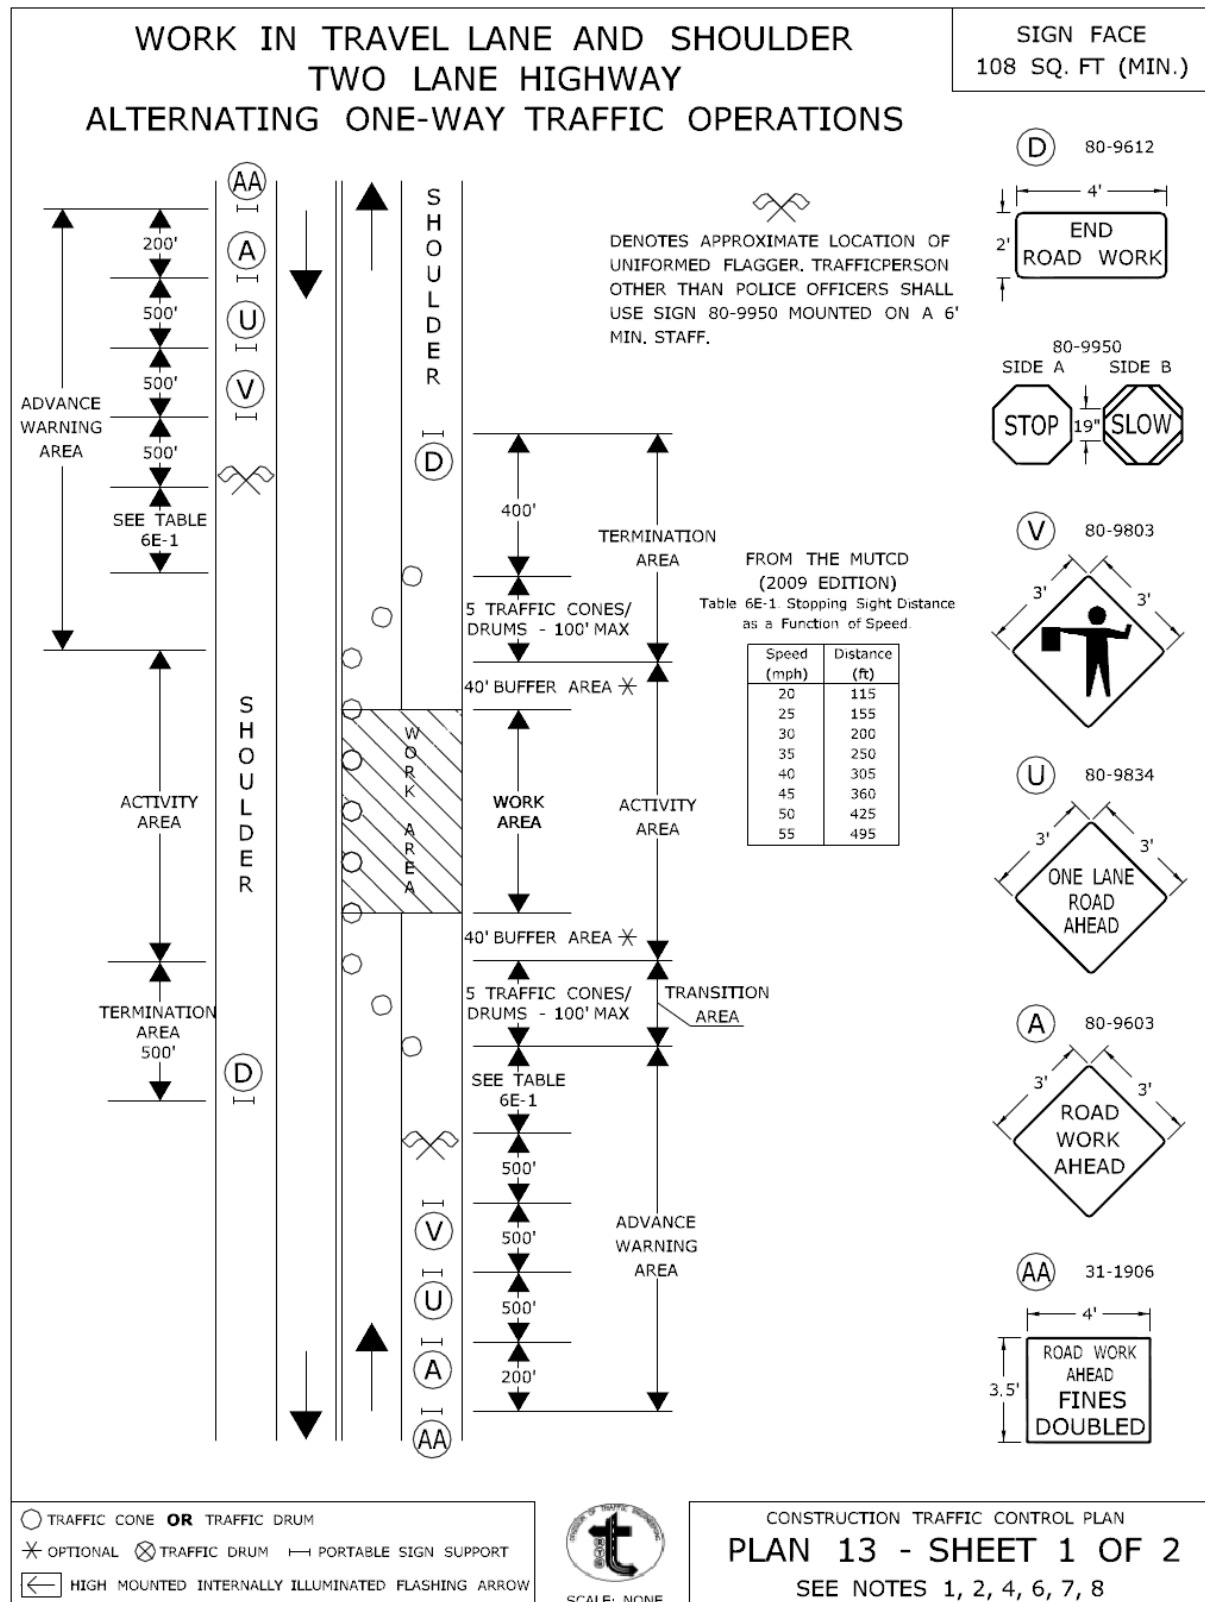 WORK IN TRAVEL LANE AND SHOULDER
TWO LANE HIGHWAY
ALTERNATING ONE-WAY TRAFFIC OPERATIONS
SIGN FACE
108 SQ. FT (MIN.)
AA
200'
A
500'
U
500'
V
500'
ADVANCE
WARNING
AREA
SEE TABLE
6E-1
SHOULDER
ACTIVITY
AREA
TERMINATION
AREA
500'
D
SHOULDER
D
400'
TERMINATION
AREA
5 TRAFFIC CONES/
DRUMS - 100' MAX
40' BUFFER AREA
WORK AREA
WORK
AREA
ACTIVITY
AREA
40' BUFFER AREA
5 TRAFFIC CONES/
DRUMS - 100' MAX
TRANSITION
AREA
SEE TABLE
6E-1
500'
V
500'
U
500'
A
200'
AA
ADVANCE
WARNING
AREA
DENOTES APPROXIMATE LOCATION OF
UNIFORMED FLAGGER. TRAFFICPERSON
OTHER THAN POLICE OFFICERS SHALL
USE SIGN 80-9950 MOUNTED ON A 6'
MIN. STAFF.
FROM THE MUTCD
(2009 EDITION)
Table 6E-1. Stopping Sight Distance
as a Function of Speed.
Speed (mph) Distance (ft)
20 115
25 155
30 200
35 250
40 305
45 360
50 425
55 495
D 80-9612
4'
2'
END
ROAD WORK
80-9950
SIDE A SIDE B
STOP 19" SLOW
V 80-9803
3' 3'
U 80-9834
3' 3'
ONE LANE
ROAD
AHEAD
A 80-9603
3' 3'
ROAD
WORK
AHEAD
AA 31-1906
4'
3.5'
ROAD WORK
AHEAD
FINES
DOUBLED
TRAFFIC CONE OR TRAFFIC DRUM
OPTIONAL TRAFFIC DRUM PORTABLE SIGN SUPPORT
HIGH MOUNTED INTERNALLY ILLUMINATED FLASHING ARROW
DIVISION OF TRAFFIC ENGINEERING
SCALE: NONE
CONSTRUCTION TRAFFIC CONTROL PLAN
PLAN 13 - SHEET 1 OF 2
SEE NOTES 1, 2, 4, 6, 7, 8